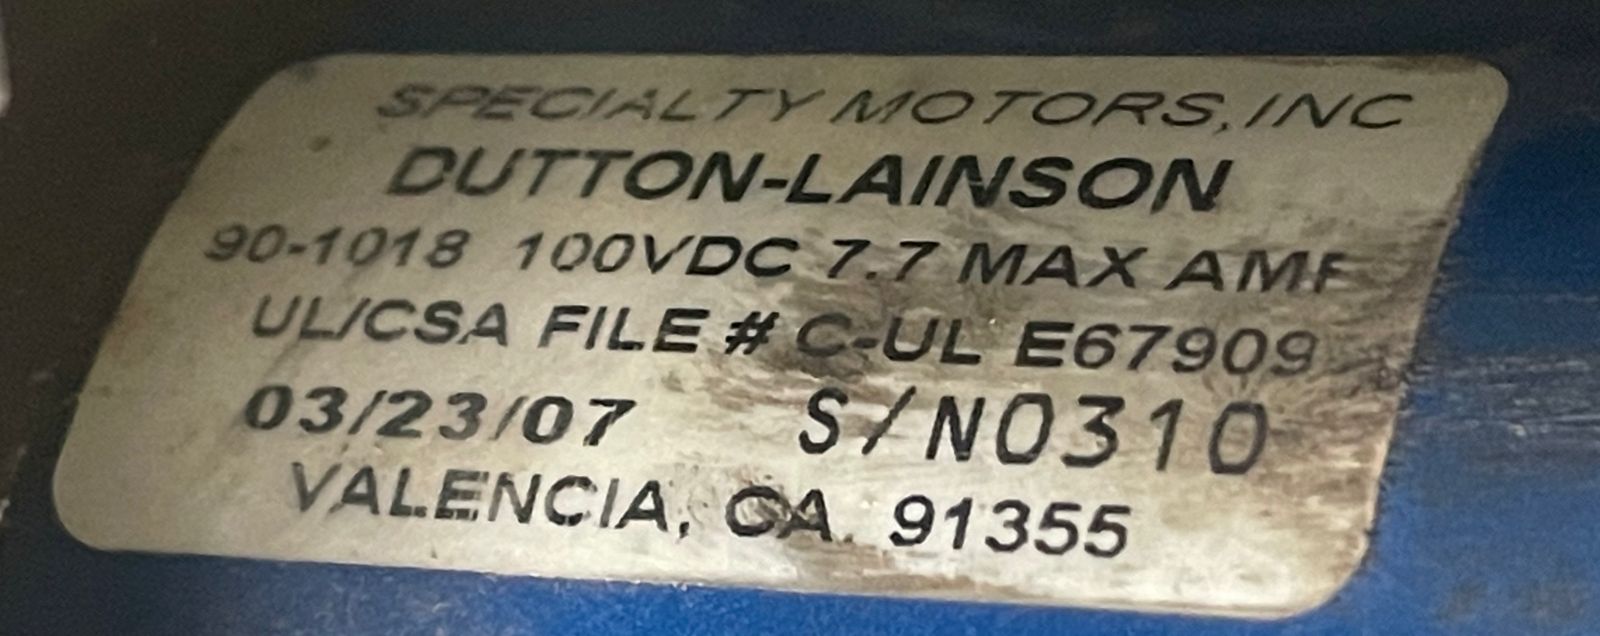 SPECIALTY MOTORS, INC
DUTTON-LAINSON
90-1018 100VDC 7.7 MAX AMP
UL/CSA FILE # C-UL E67909
03/23/07 S/N0310
VALENCIA, CA. 91355